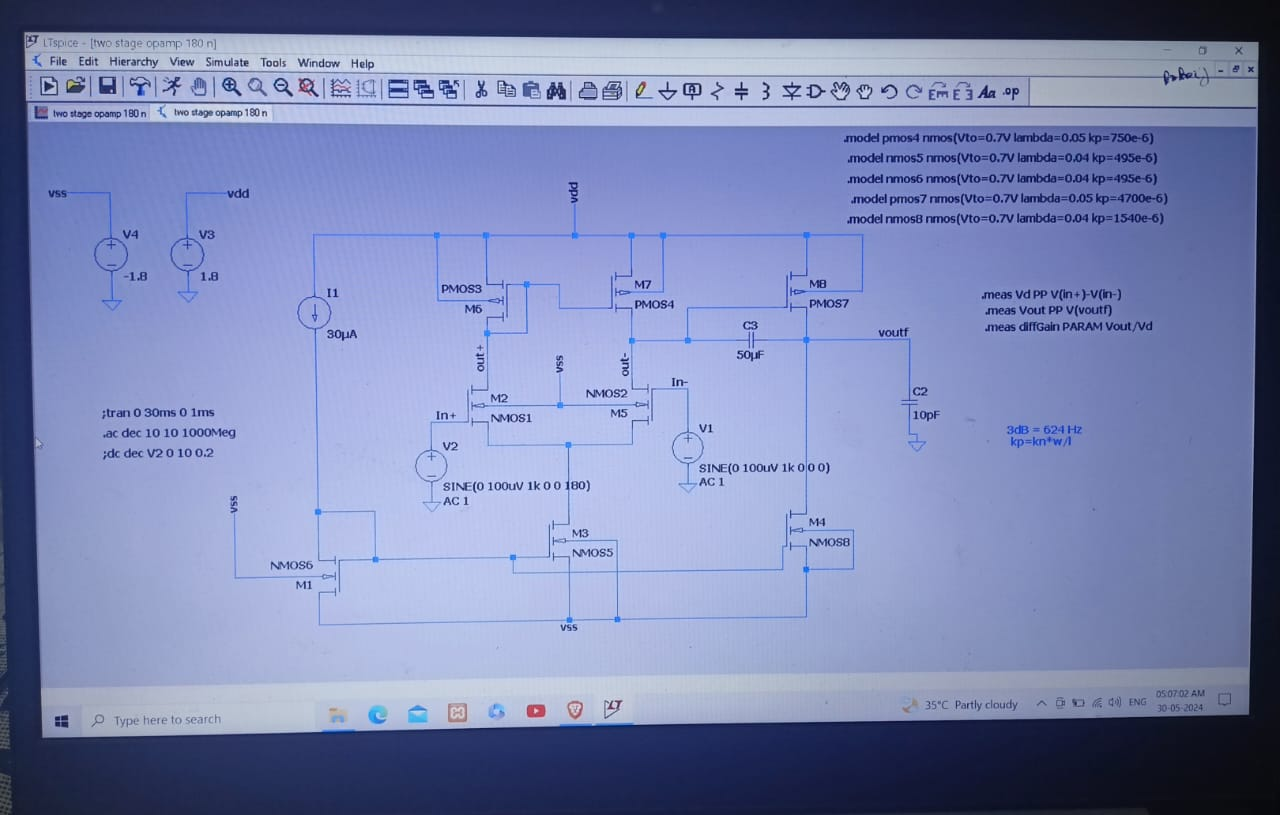 LTspice - [two stage opamp 180 n]
File Edit Hierarchy View Simulate Tools Window Help
Aa .op
two stage opamp 180 n two stage opamp 180 n
.model pmos4 nmos(Vto=0.7V lambda=0.05 kp=750e-6)
.model nmos5 nmos(Vto=0.7V lambda=0.04 kp=495e-6)
.model nmos6 nmos(Vto=0.7V lambda=0.04 kp=495e-6)
.model pmos7 nmos(Vto=0.7V lambda=0.05 kp=4700e-6)
.model nmos8 nmos(Vto=0.7V lambda=0.04 kp=1540e-6)
vss
vdd
vdd
V4
V3
-1.8
1.8
I1
30µA
PMOS3
M6
M7
PMOS4
M8
PMOS7
.meas Vd PP V(in+)-V(in-)
.meas Vout PP V(voutf)
.meas diffGain PARAM Vout/Vd
C3
50µF
voutf
out+
vss
out-
In-
M2
NMOS1
NMOS2
M5
In+
C2
10pF
;tran 0 30ms 0 1ms
.ac dec 10 10 1000Meg
;dc dec V2 0 10 0.2
V2
SINE(0 100uV 1k 0 0 180)
AC 1
V1
SINE(0 100uV 1k 0 0 0)
AC 1
3dB = 624 Hz
kp=kn*w/l
vss
NMOS6
M1
M3
NMOS5
M4
NMOS8
vss
Type here to search
35°C Partly cloudy
ENG
05:07:02 AM
30-05-2024